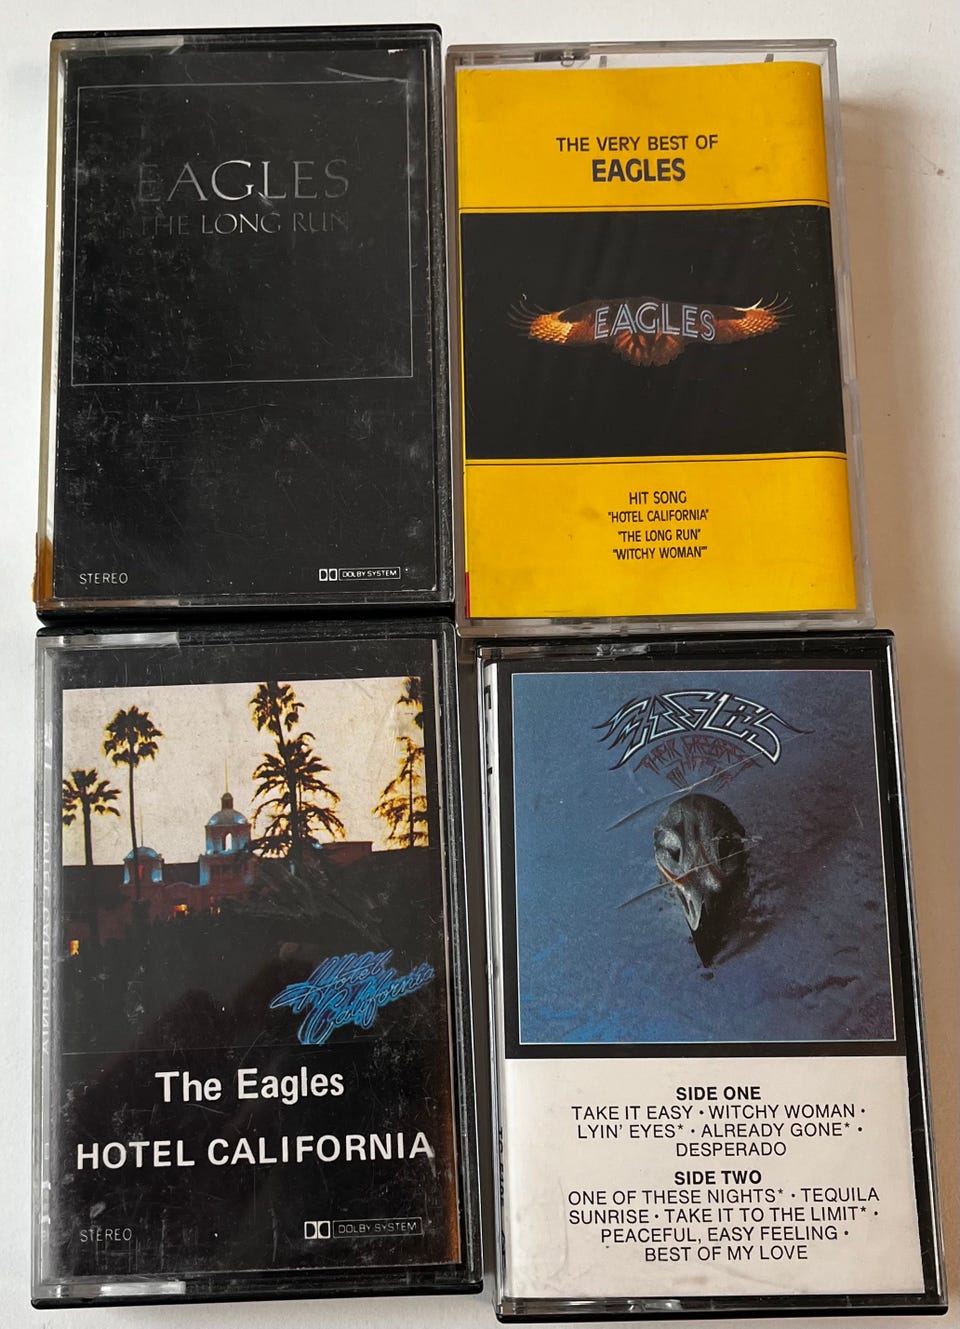 EAGLES
THE LONG RUN
STEREO
DOLBY SYSTEM
THE VERY BEST OF
EAGLES
EAGLES
HIT SONG
"HOTEL CALIFORNIA"
"THE LONG RUN"
"WITCHY WOMAN""
Hotel
California
The Eagles
HOTEL CALIFORNIA
STEREO
DOLBY SYSTEM
EAGLES
THEIR GREATEST
SIDE ONE
TAKE IT EASY • WITCHY WOMAN •
LYIN' EYES* • ALREADY GONE* •
DESPERADO
SIDE TWO
ONE OF THESE NIGHTS* • TEQUILA
SUNRISE • TAKE IT TO THE LIMIT* •
PEACEFUL, EASY FEELING •
BEST OF MY LOVE